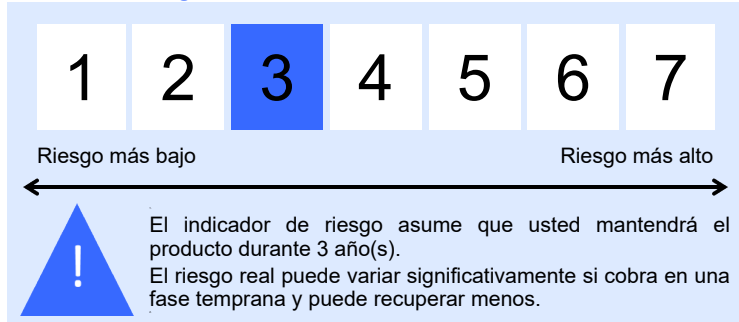 1 2 3 4 5 6 7
Riesgo más bajo Riesgo más alto
El indicador de riesgo asume que usted mantendrá el
producto durante 3 año(s).
El riesgo real puede variar significativamente si cobra en una
! fase temprana y puede recuperar menos.